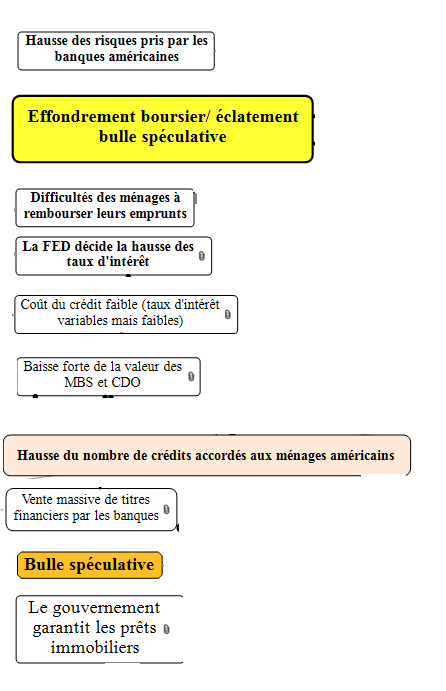 Hausse des risques pris par les
banques américaines
Effondrement boursier/ éclatement
bulle spéculative
Difficultés des ménages à
rembourser leurs emprunts
La FED décide la hausse des
taux d'intérêt
Coût du crédit faible (taux d'intérêt
variables mais faibles)
Baisse forte de la valeur des
MBS et CDO
Hausse du nombre de crédits accordés aux ménages américains
Vente massive de titres
financiers par les banques
Bulle spéculative
Le gouvernement
garantit les prêts
immobiliers